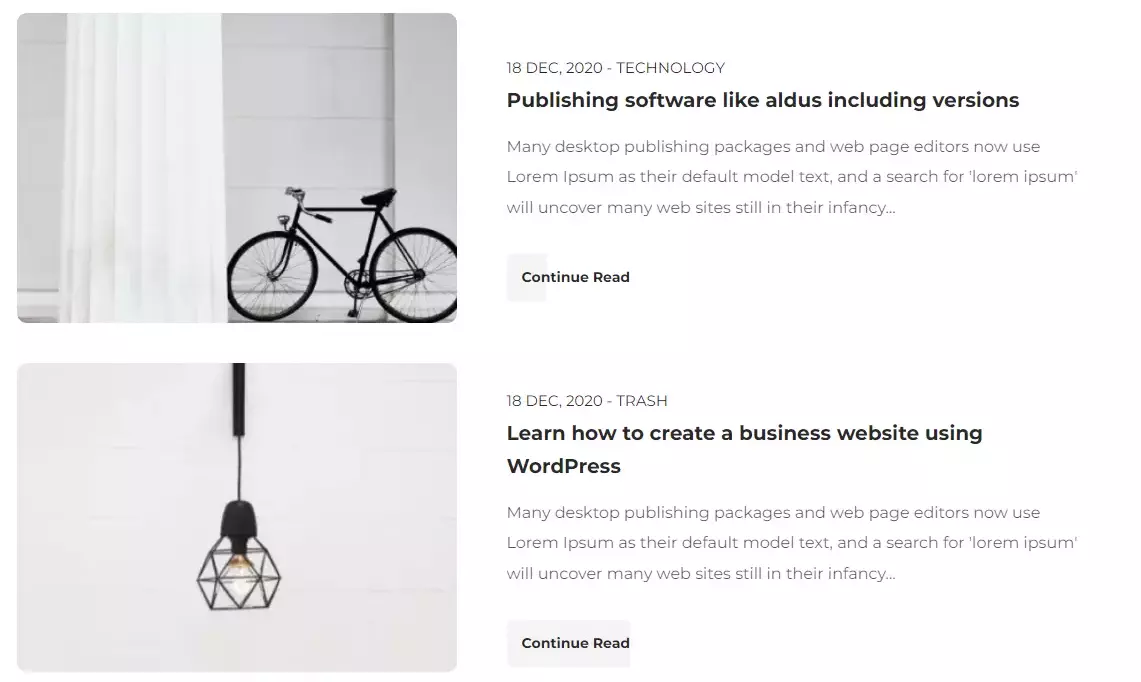 18 DEC, 2020 - TECHNOLOGY
Publishing software like aldus including versions
Many desktop publishing packages and web page editors now use
Lorem Ipsum as their default model text, and a search for 'lorem ipsum'
will uncover many web sites still in their infancy...
Continue Read
18 DEC, 2020 - TRASH
Learn how to create a business website using
WordPress
Many desktop publishing packages and web page editors now use
Lorem Ipsum as their default model text, and a search for 'lorem ipsum'
will uncover many web sites still in their infancy...
Continue Read